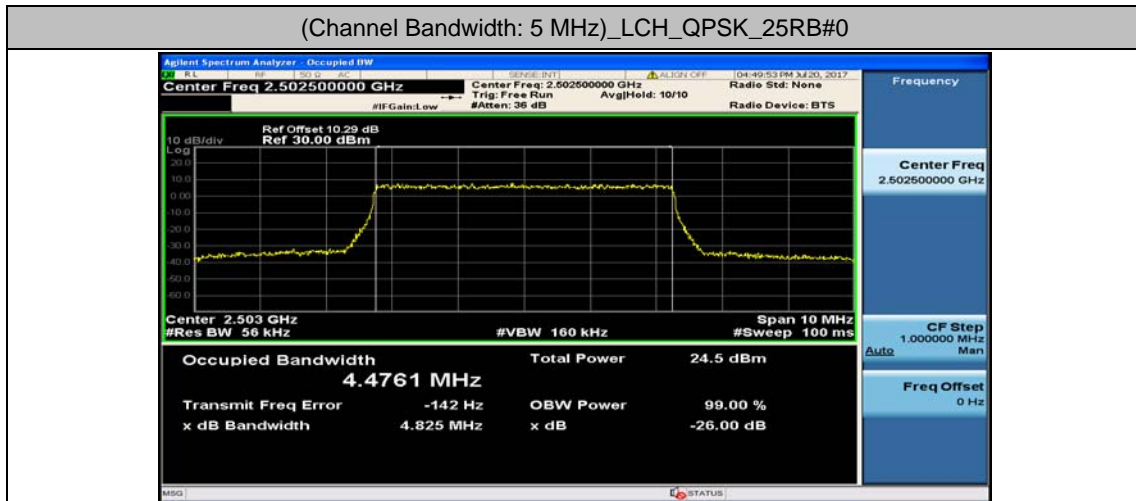 (Channel Bandwidth: 5 MHz)_LCH_QPSK_25RB#0
Agilent Spectrum Analyzer - Occupied BW
RL RF 50 Ω AC SENSE:INT ALIGN OFF 04:49:53 PM Jul 20, 2017
Center Freq 2.502500000 GHz
Center Freq: 2.502500000 GHz
Radio Std: None
Trig: Free Run Avg|Hold: 10/10
#IFGain:Low #Atten: 36 dB Radio Device: BTS
Frequency
Ref Offset 10.29 dB
10 dB/div Ref 30.00 dBm
Log
20.0
10.0
0.00
-10.0
-20.0
-30.0
-40.0
-50.0
-60.0
Center Freq
2.502500000 GHz
Center 2.503 GHz Span 10 MHz
#Res BW 56 kHz #VBW 160 kHz #Sweep 100 ms
CF Step
1.000000 MHz
Auto Man
Freq Offset
0 Hz
Occupied Bandwidth Total Power 24.5 dBm
4.4761 MHz
Transmit Freq Error -142 Hz OBW Power 99.00 %
x dB Bandwidth 4.825 MHz x dB -26.00 dB
MSG STATUS